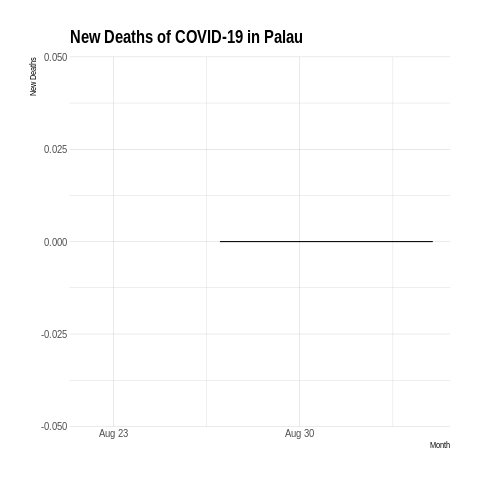 New Deaths of COVID-19 in Palau
New Deaths
0.050
0.025
0.000
-0.025
-0.050
Aug 23
Aug 30
Month